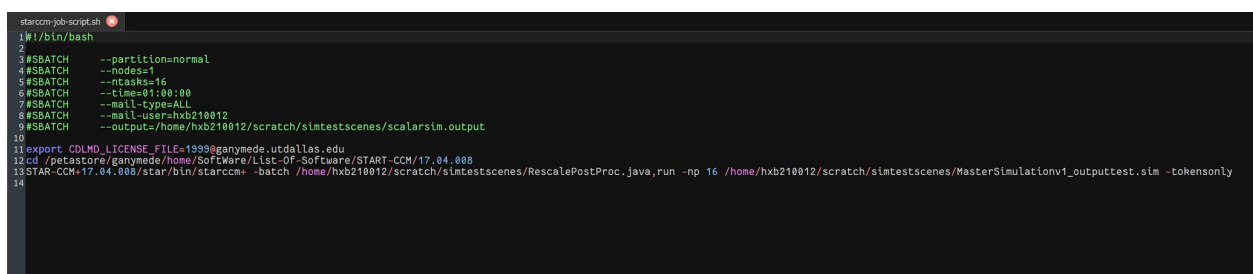 starccm-job-script.sh
1 #!/bin/bash
2
3 #SBATCH --partition=normal
4 #SBATCH --nodes=1
5 #SBATCH --ntasks=16
6 #SBATCH --time=01:00:00
7 #SBATCH --mail-type=ALL
8 #SBATCH --mail-user=hxb210012
9 #SBATCH --output=/home/hxb210012/scratch/simtestscenes/scalarsim.output
10
11 export CDLMD_LICENSE_FILE=1999@ganymede.utdallas.edu
12 cd /petastore/ganymede/home/SoftWare/List-Of-Software/START-CCM/17.04.008
13 STAR-CCM+17.04.008/star/bin/starccm+ -batch /home/hxb210012/scratch/simtestscenes/RescalePostProc.java,run -np 16 /home/hxb210012/scratch/simtestscenes/MasterSimulationv1_outputtest.sim -tokensonly
14